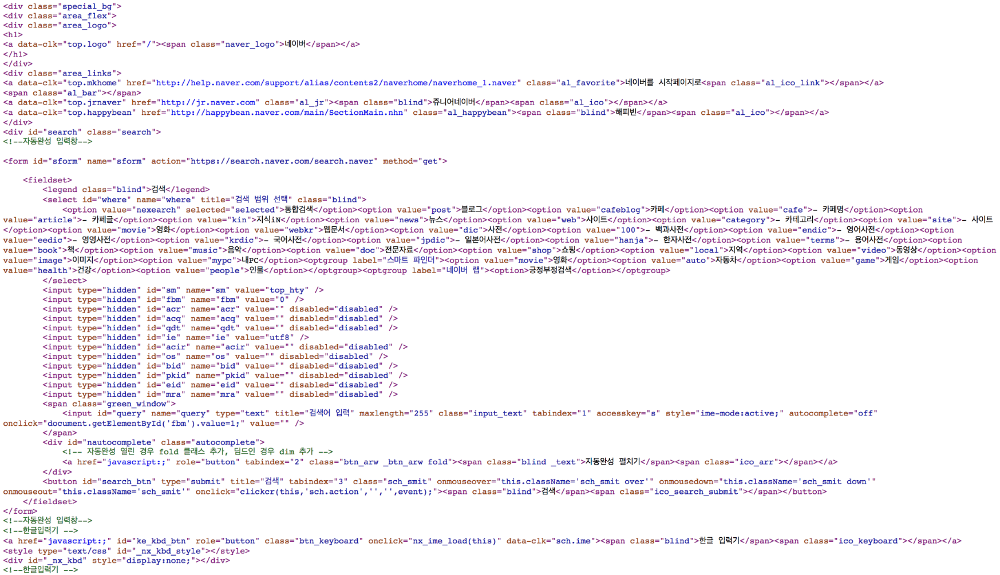 <div class="special_bg">
<div class="area_flex">
<div class="area_logo">
<h1>
<a data-clk="top.logo" href="/"><span class="naver_logo">네이버</span></a>
</h1>
</div>
<div class="area_links">
<a data-clk="top.mkhome" href="http://help.naver.com/support/alias/contents2/naverhome/naverhome_1.naver" class="al_favorite">네이버를 시작페이지로<span class="al_ico_link"></span></a>
<span class="al_bar"></span>
<a data-clk="top.jrnaver" href="http://jr.naver.com" class="al_jr"><span class="blind">쥬니어네이버</span><span class="al_ico"></span></a>
<a data-clk="top.happybean" href="http://happybean.naver.com/main/SectionMain.nhn" class="al_happybean"><span class="blind">해피빈</span><span class="al_ico"></span></a>
</div>
<div id="search" class="search">
<!--자동완성 입력창-->
<form id="sform" name="sform" action="https://search.naver.com/search.naver" method="get">
<fieldset>
<legend class="blind">검색</legend>
<select id="where" name="where" title="검색 범위 선택" class="blind">
<option value="nexearch" selected="selected">통합검색</option><option value="post">블로그</option><option value="cafeblog">카페</option><option value="cafe">- 카페명</option><option
value="article">- 카페글</option><option value="kin">지식iN</option><option value="news">뉴스</option><option value="web">사이트</option><option value="category">- 카테고리</option><option value="site">- 사이트
</option><option value="movie">영화</option><option value="webkr">웹문서</option><option value="dic">사전</option><option value="100">- 백과사전</option><option value="endic">- 영어사전</option><option
value="eedic">- 영영사전</option><option value="krdic">- 국어사전</option><option value="jpdic">- 일본어사전</option><option value="hanja">- 한자사전</option><option value="terms">- 용어사전</option><option
value="book">책</option><option value="music">음악</option><option value="doc">전문자료</option><option value="shop">쇼핑</option><option value="local">지역</option><option value="video">동영상</option><option
value="image">이미지</option><option value="mypc">내PC</option><optgroup label="스마트 파인더"><option value="movie">영화</option><option value="auto">자동차</option><option value="game">게임</option><option
value="health">건강</option><option value="people">인물</option></optgroup><optgroup label="네이버 랩"><option>긍정부정검색</option></optgroup>
</select>
<input type="hidden" id="sm" name="sm" value="top_hty" />
<input type="hidden" id="fbm" name="fbm" value="0" />
<input type="hidden" id="acr" name="acr" value="" disabled="disabled" />
<input type="hidden" id="acq" name="acq" value="" disabled="disabled" />
<input type="hidden" id="qdt" name="qdt" value="" disabled="disabled" />
<input type="hidden" id="ie" name="ie" value="utf8" />
<input type="hidden" id="acir" name="acir" value="" disabled="disabled" />
<input type="hidden" id="os" name="os" value="" disabled="disabled" />
<input type="hidden" id="bid" name="bid" value="" disabled="disabled" />
<input type="hidden" id="pkid" name="pkid" value="" disabled="disabled" />
<input type="hidden" id="eid" name="eid" value="" disabled="disabled" />
<input type="hidden" id="mra" name="mra" value="" disabled="disabled" />
<span class="green_window">
<input id="query" name="query" type="text" title="검색어 입력" maxlength="255" class="input_text" tabindex="1" accesskey="s" style="ime-mode:active;" autocomplete="off"
onclick="document.getElementById('fbm').value=1;" value="" />
</span>
<div id="nautocomplete" class="autocomplete">
<!-- 자동완성 열린 경우 fold 클래스 추가, 딤드인 경우 dim 추가 -->
<a href="javascript:;" role="button" tabindex="2" class="btn_arw _btn_arw fold"><span class="blind _text">자동완성 펼치기</span><span class="ico_arr"></span></a>
</div>
<button id="search_btn" type="submit" title="검색" tabindex="3" class="sch_smit" onmouseover="this.className='sch_smit over'" onmousedown="this.className='sch_smit down'"
onmouseout="this.className='sch_smit'" onclick="clickcr(this,'sch.action','','',event);"><span class="blind">검색</span><span class="ico_search_submit"></span></button>
</fieldset>
</form>
<!--자동완성 입력창-->
<!--한글입력기 -->
<a href="javascript:;" id="ke_kbd_btn" role="button" class="btn_keyboard" onclick="nx_ime_load(this)" data-clk="sch.ime"><span class="blind">한글 입력기</span><span class="ico_keyboard"></span></a>
<style type="text/css" id="_nx_kbd_style"></style>
<div id="_nx_kbd" style="display:none;"></div>
<!--한글입력기 -->